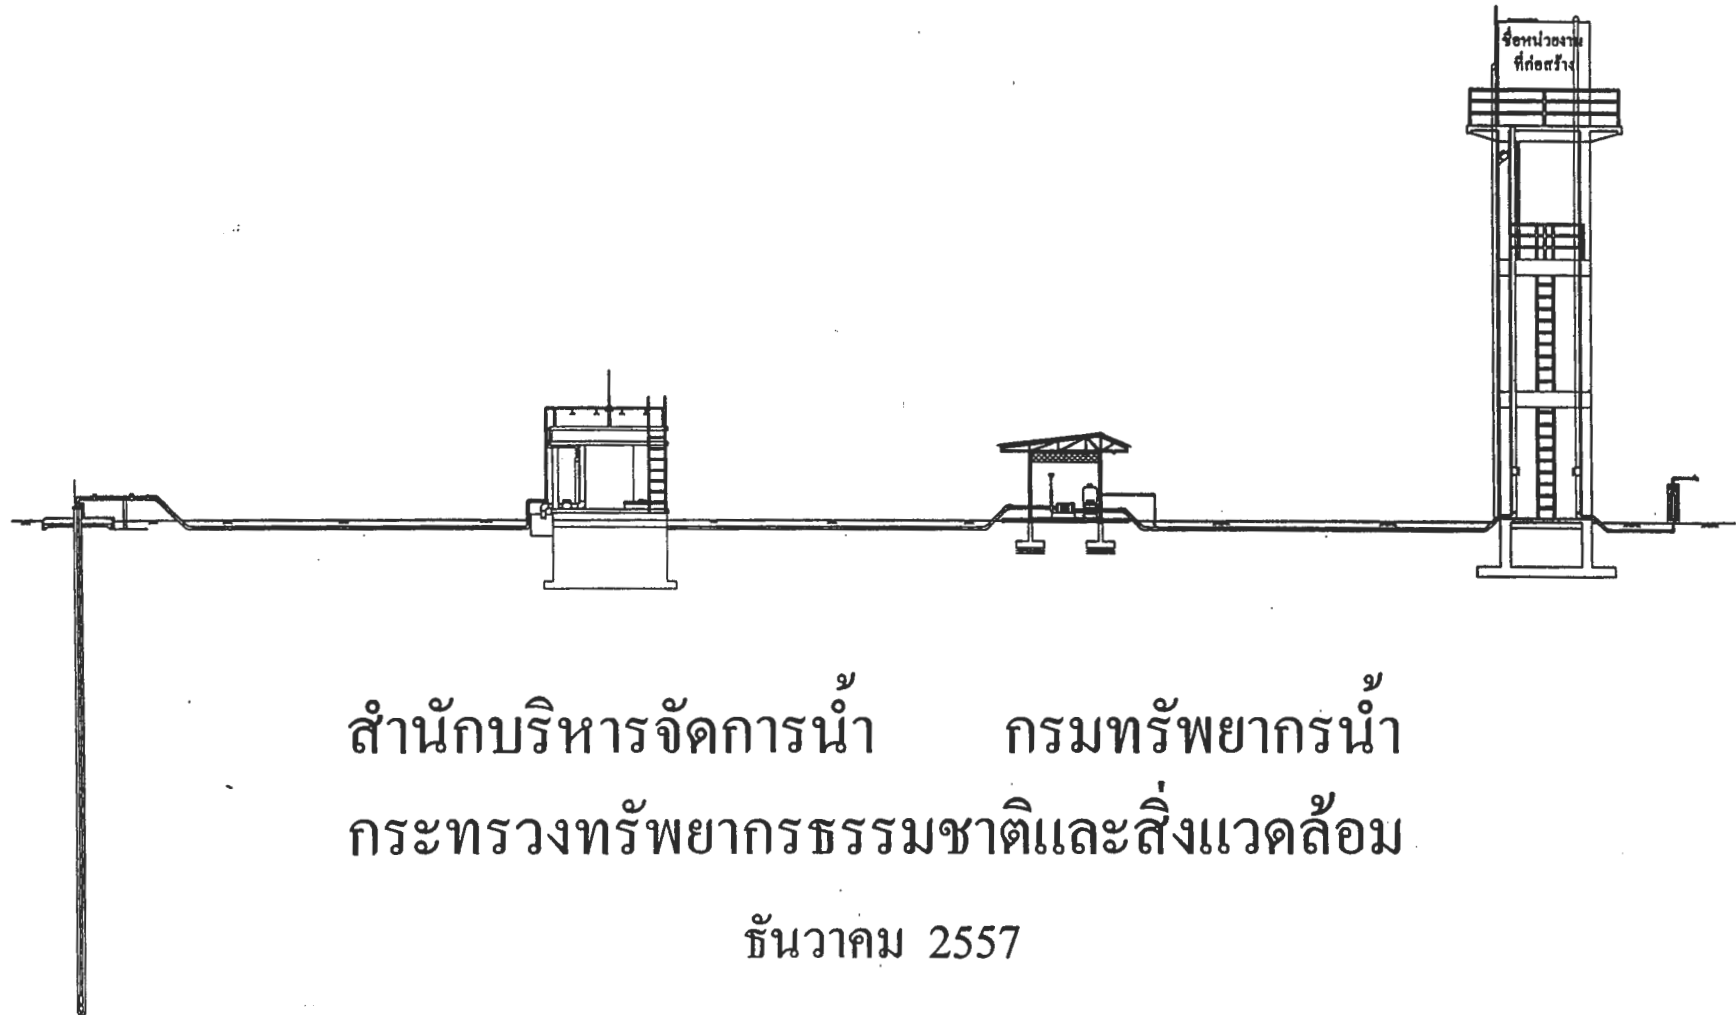 ชื่อหน่วยงาน
ที่ก่อสร้าง
สำนักบริหารจัดการน้ำ กรมทรัพยากรน้ำ
กระทรวงทรัพยากรธรรมชาติและสิ่งแวดล้อม
ธันวาคม 2557